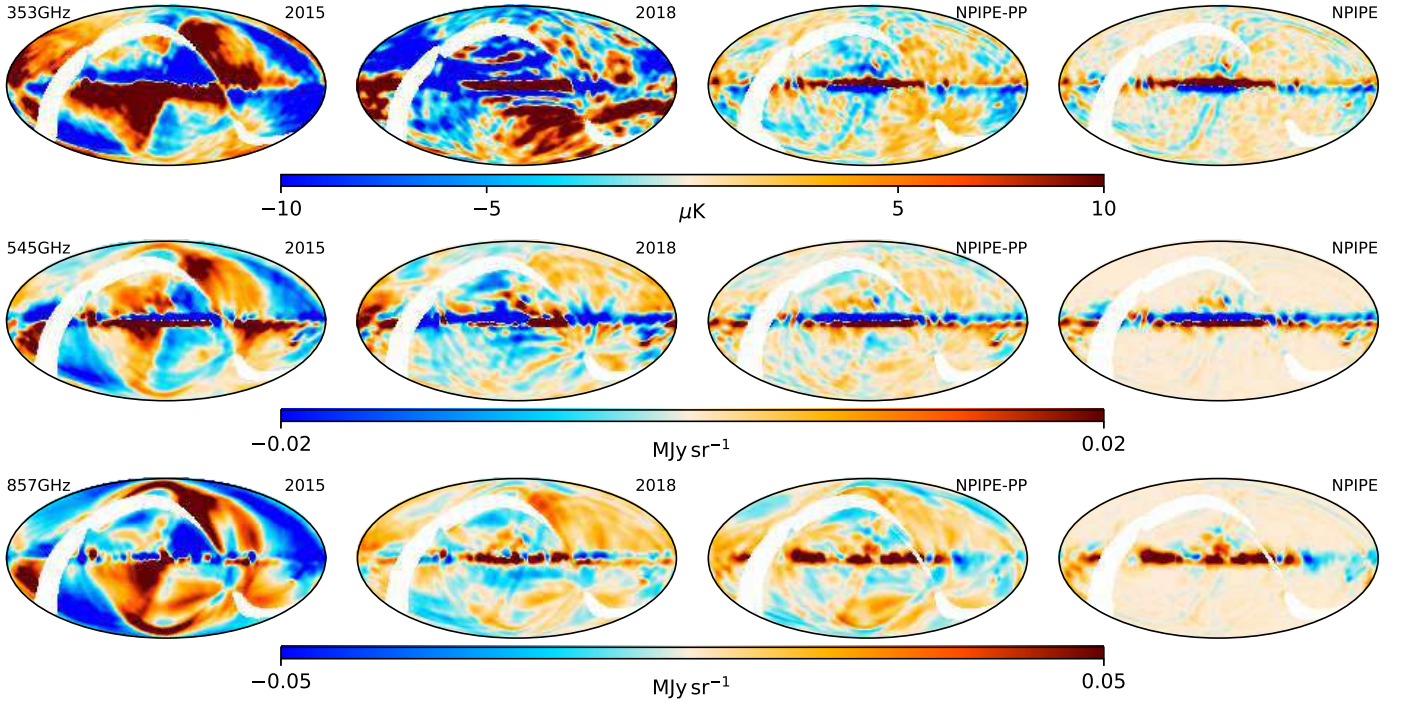 353GHz 2015 2018 NPIPE-PP NPIPE
−10 −5 μK 5 10
545GHz 2015 2018 NPIPE-PP NPIPE
−0.02 MJy sr⁻¹ 0.02
857GHz 2015 2018 NPIPE-PP NPIPE
−0.05 MJy sr⁻¹ 0.05